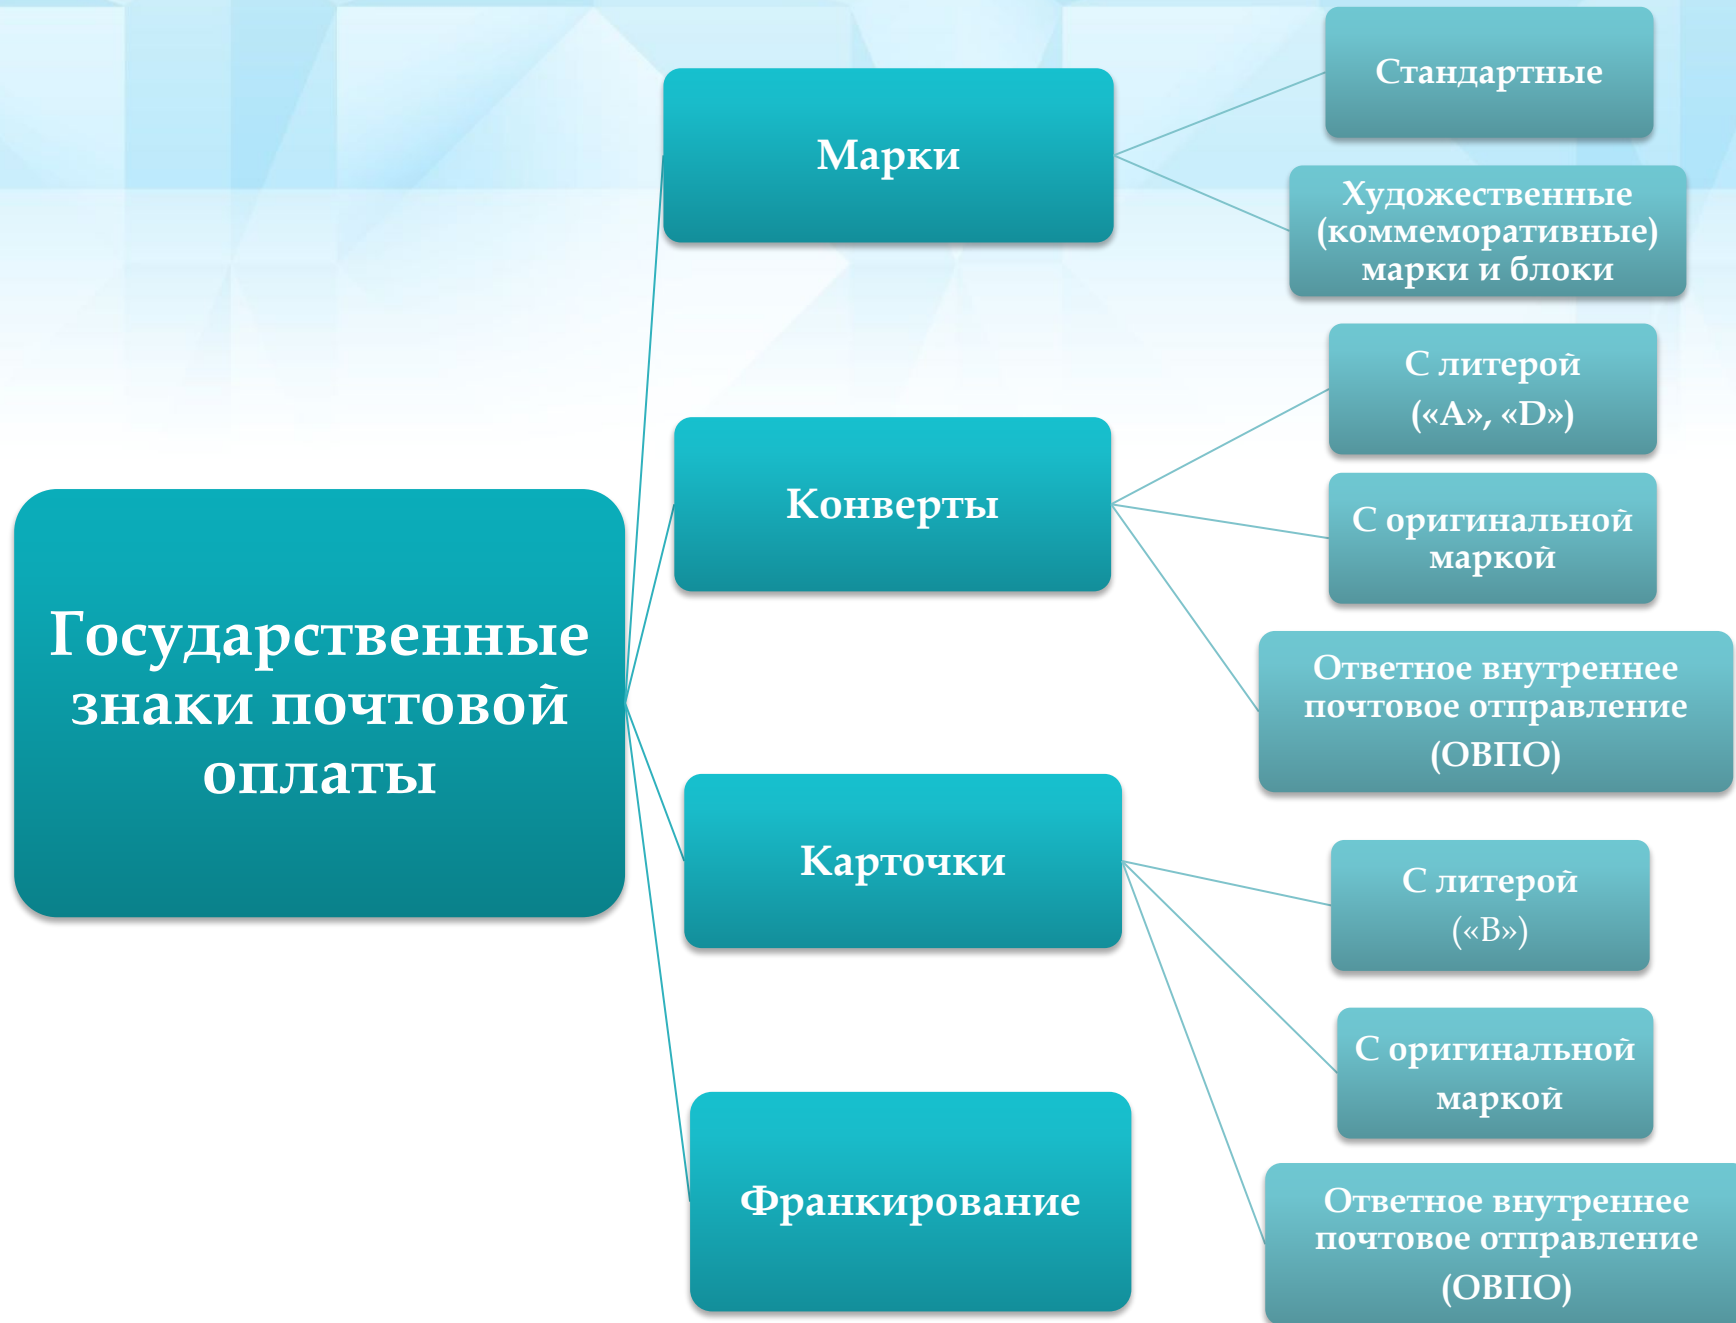 Государственные
знаки почтовой
оплаты
Марки
Стандартные
Художественные
(коммеморативные)
марки и блоки
Конверты
С литерой
(«А», «D»)
С оригинальной
маркой
Ответное внутреннее
почтовое отправление
(ОВПО)
Карточки
С литерой
(«В»)
С оригинальной
маркой
Ответное внутреннее
почтовое отправление
(ОВПО)
Франкирование